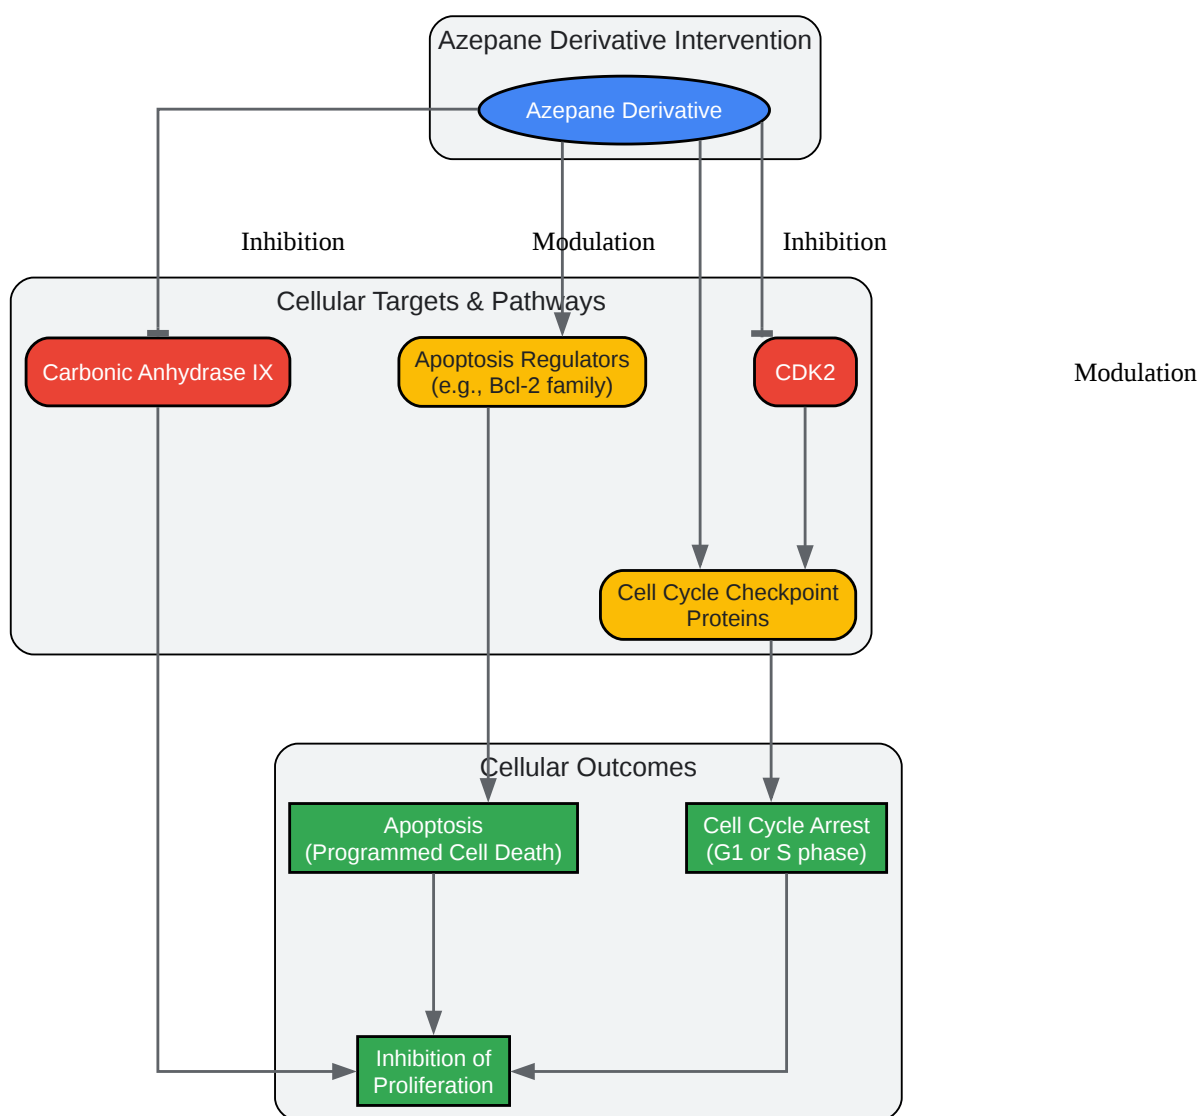 Azepane Derivative Intervention
Azepane Derivative
Inhibition
Modulation
Inhibition
Cellular Targets & Pathways
Carbonic Anhydrase IX
Apoptosis Regulators
(e.g., Bcl-2 family)
CDK2
Modulation
Cell Cycle Checkpoint
Proteins
Cellular Outcomes
Apoptosis
(Programmed Cell Death)
Cell Cycle Arrest
(G1 or S phase)
Inhibition of
Proliferation